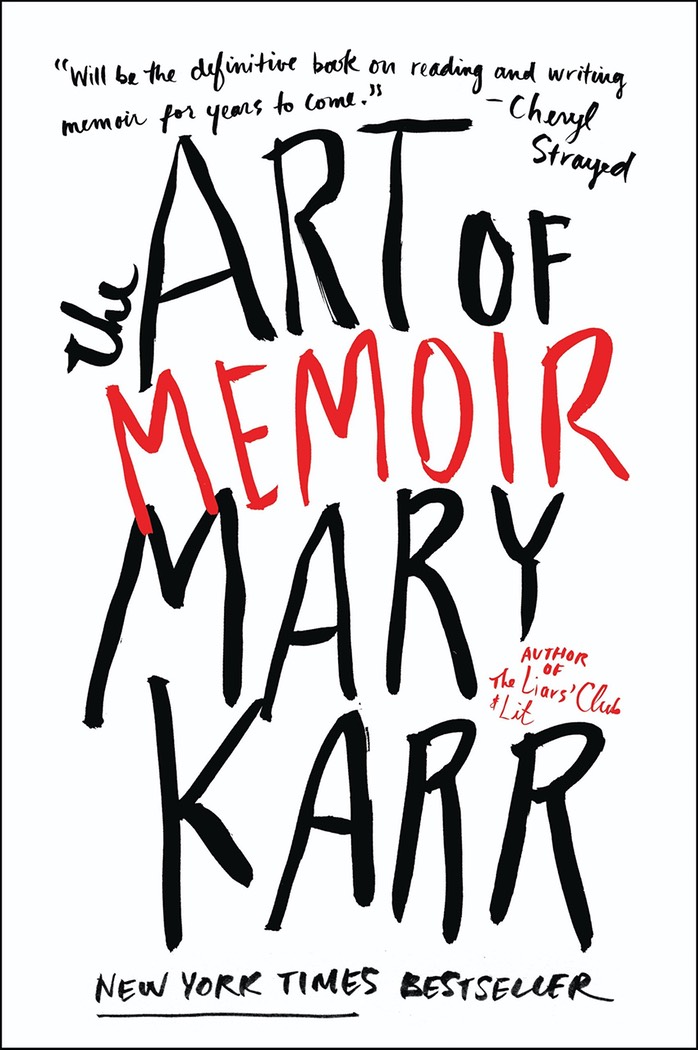 “Will be the definitive book on reading and writing
memoir for years to come.”
-Cheryl
Strayed
the
ART OF
MEMOIR
MARY
AUTHOR
OF
The Liars' Club
& Lit
KARR
NEW YORK TIMES BESTSELLER